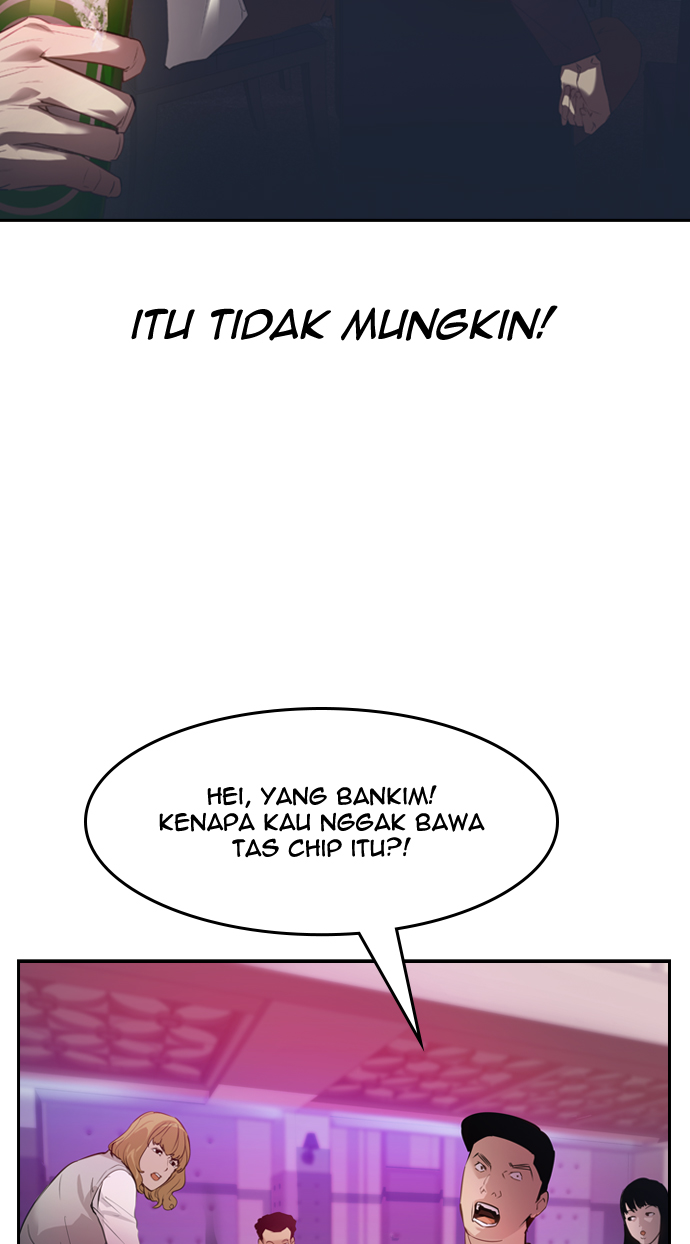 ITU TIDAK MUNGKIN!
HEI, YANG BANKIM!
KENAPA KAU NGGAK BAWA
TAS CHIP ITU?!